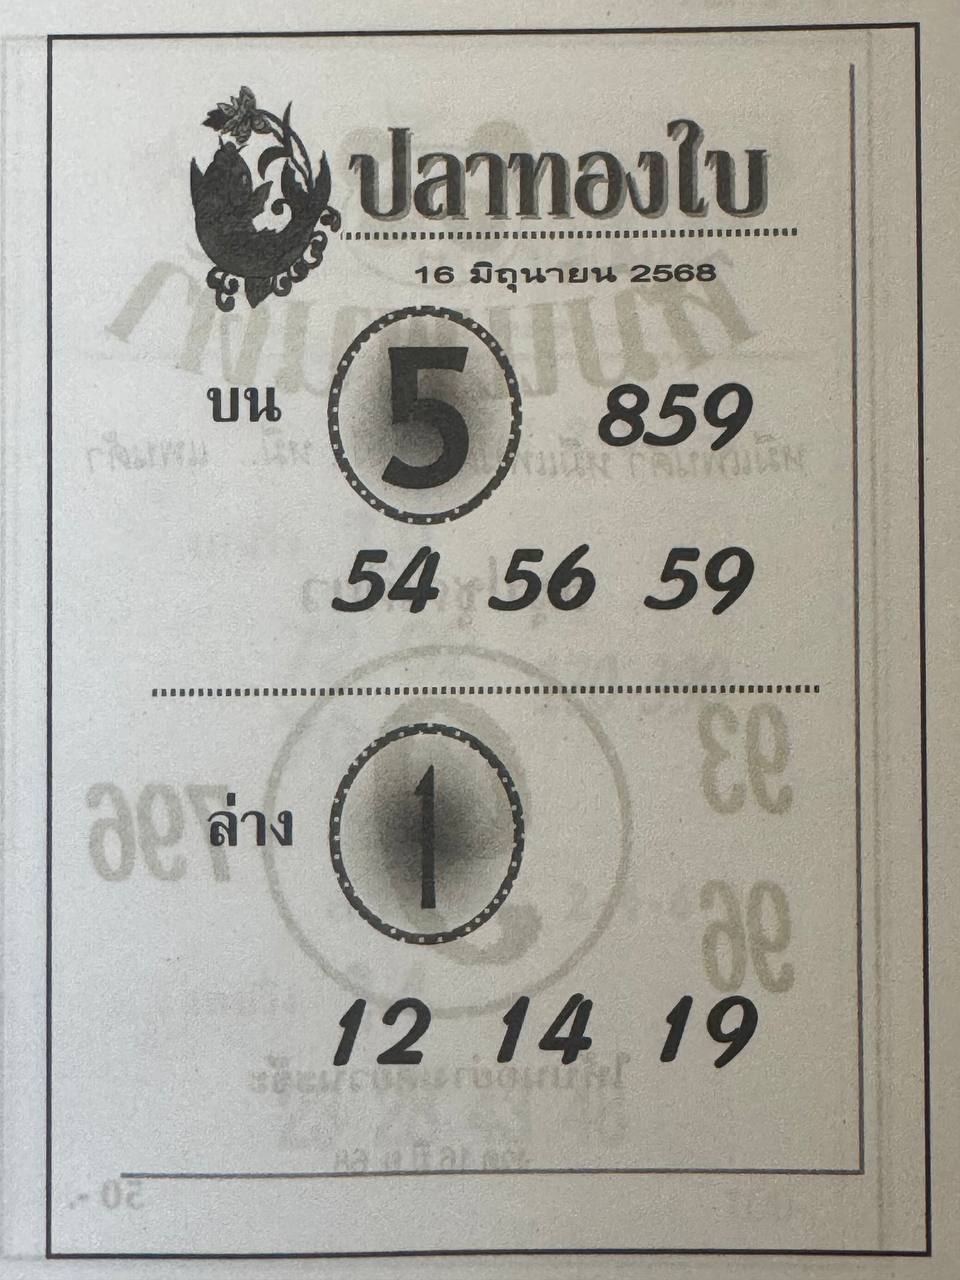 ปลาทองใบ
16 มิถุนายน 2568
บน 5 859
54 56 59
ล่าง 1
12 14 19